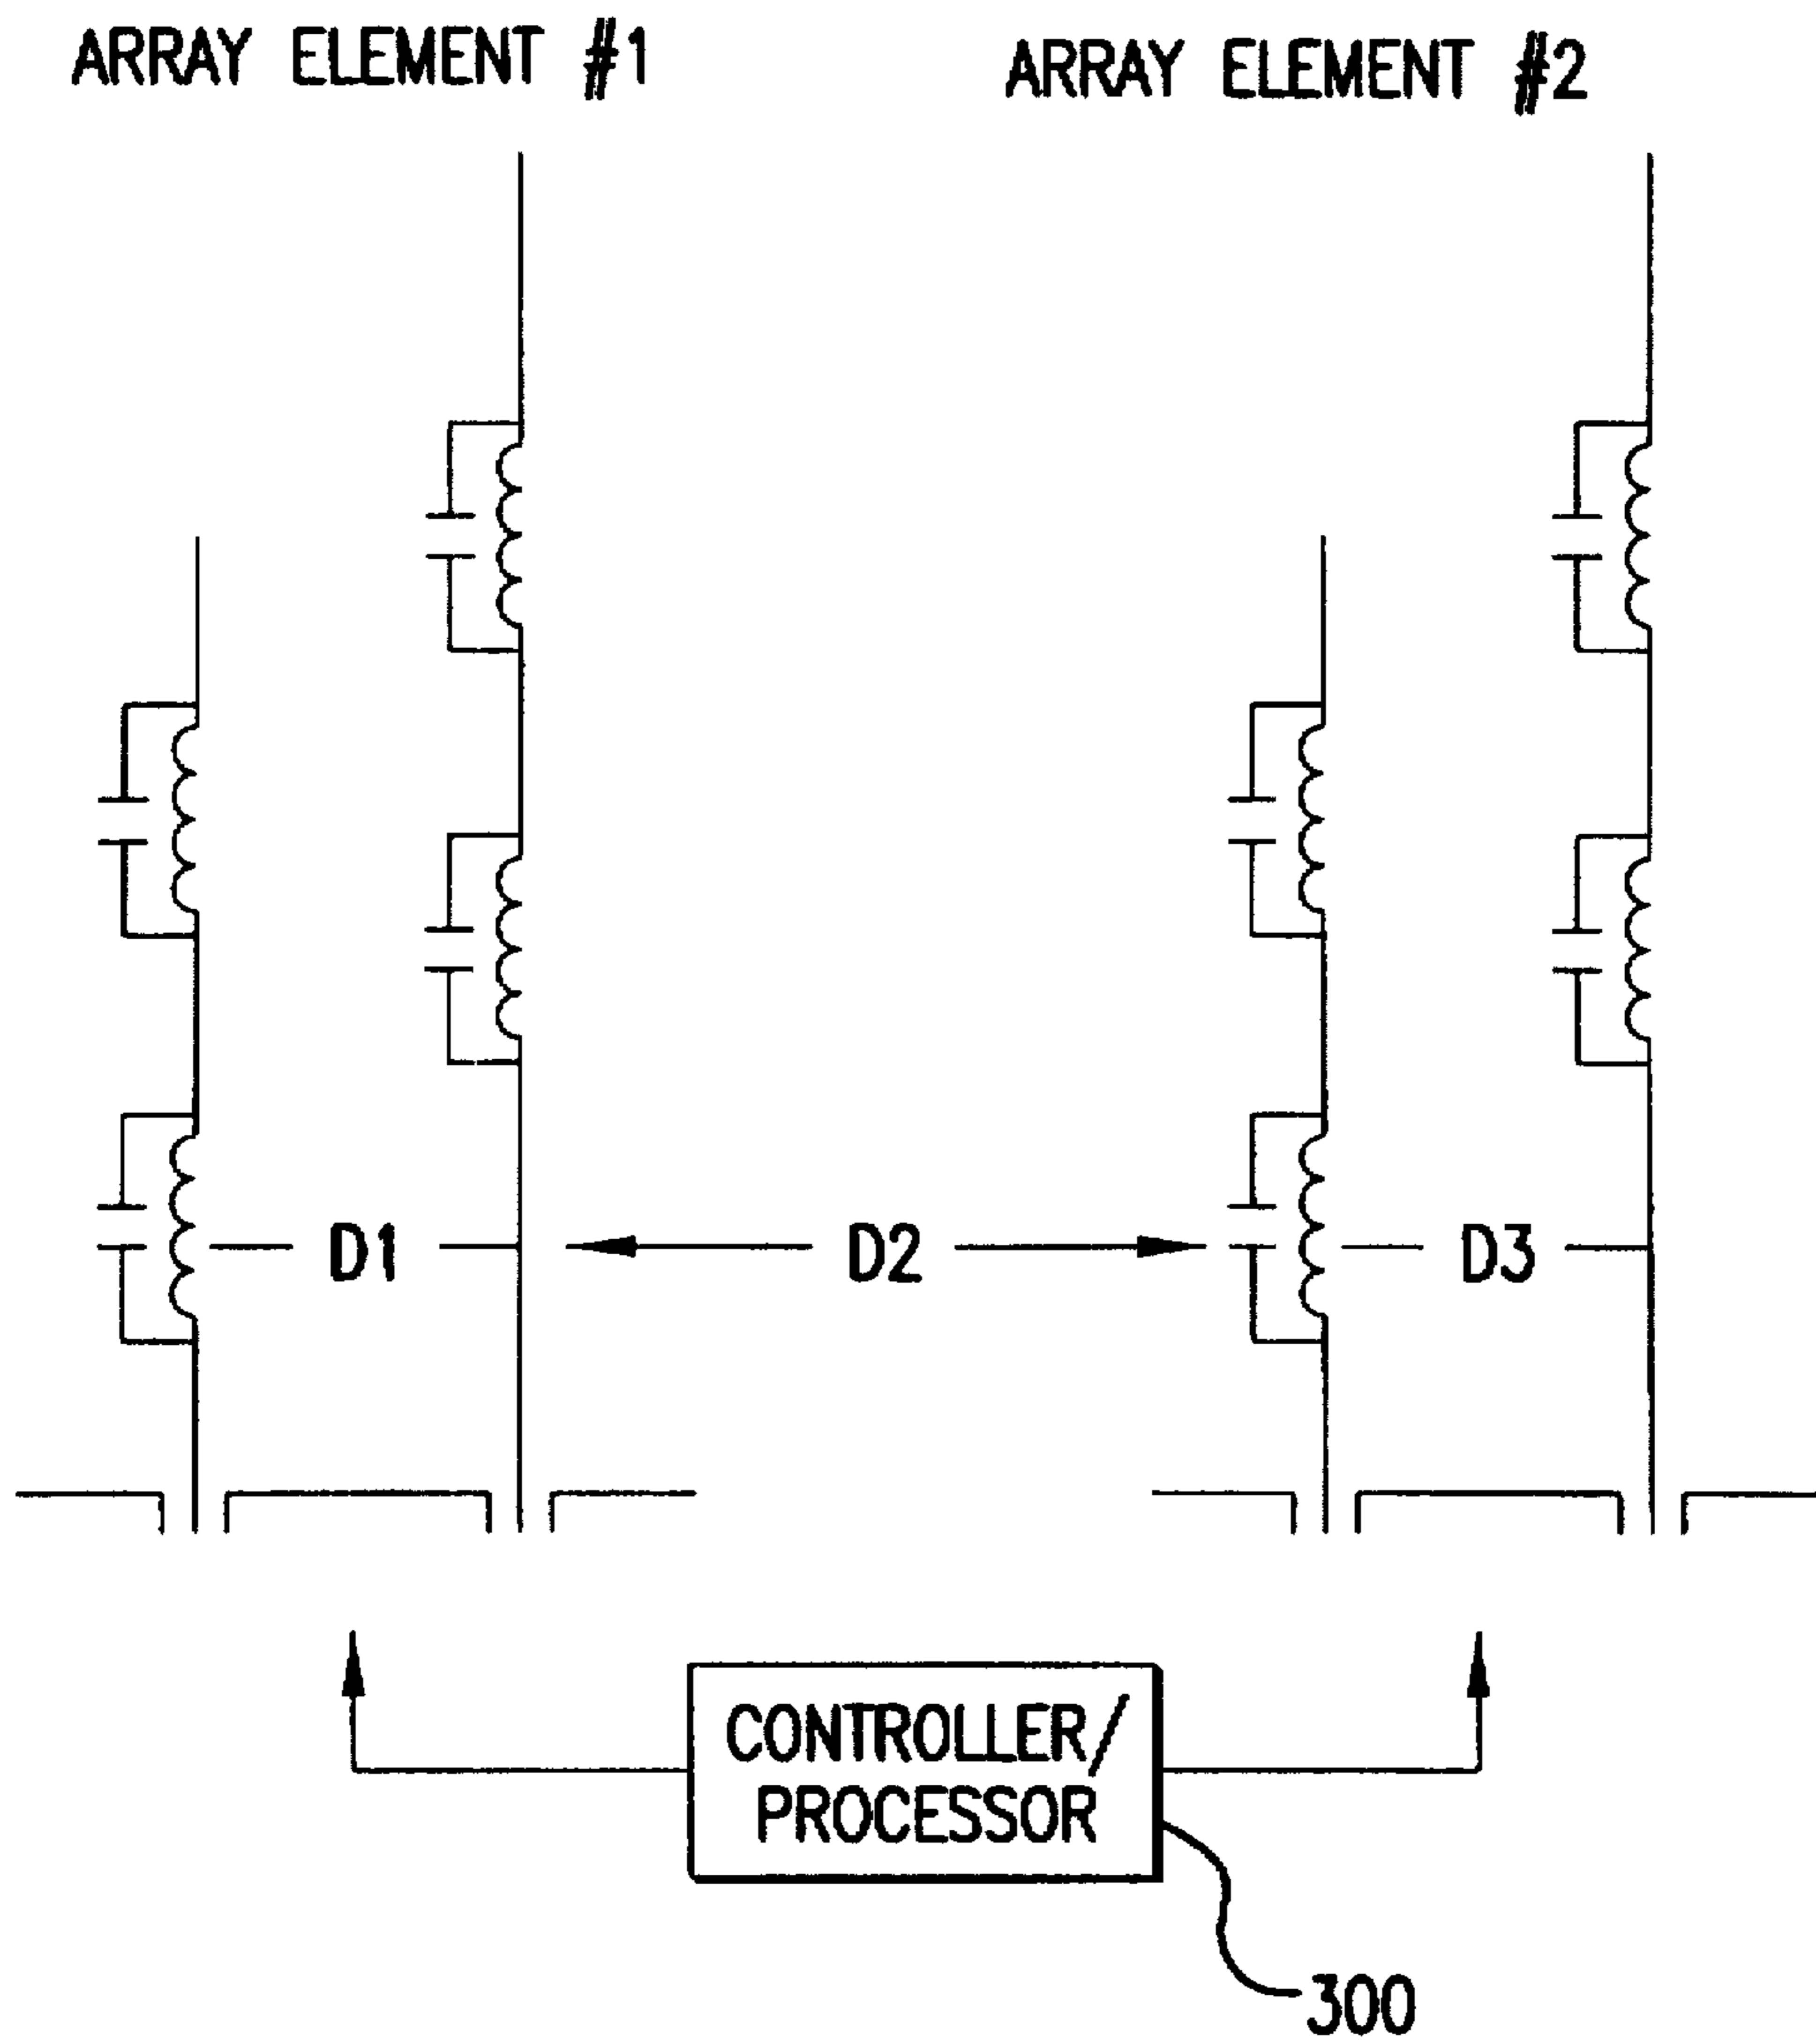 ARRAY ELEMENT #1
ARRAY ELEMENT #2
D1
D2
D3
CONTROLLER/
PROCESSOR
300